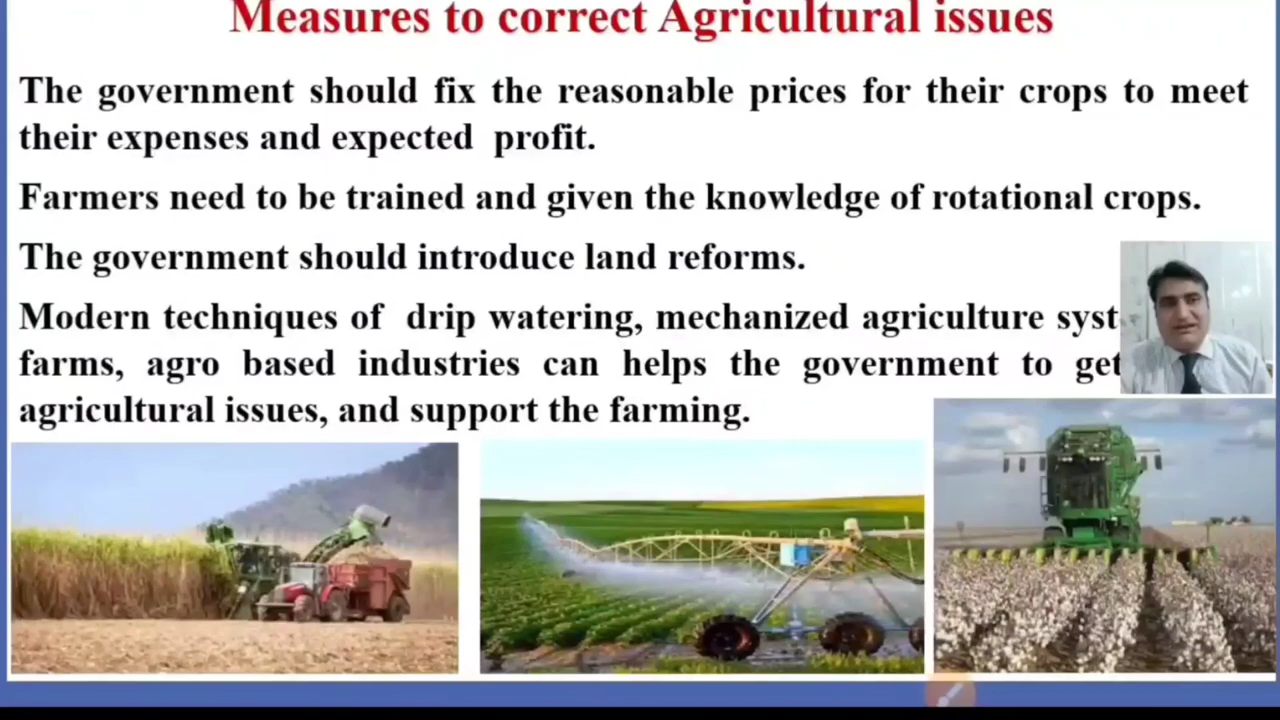 Measures to correct Agricultural issues
The government should fix the reasonable prices for their crops to meet
their expenses and expected profit.
Farmers need to be trained and given the knowledge of rotational crops.
The government should introduce land reforms.
Modern techniques of drip watering, mechanized agriculture
farms, agro based industries can helps the government to get
agricultural issues, and support the farming.